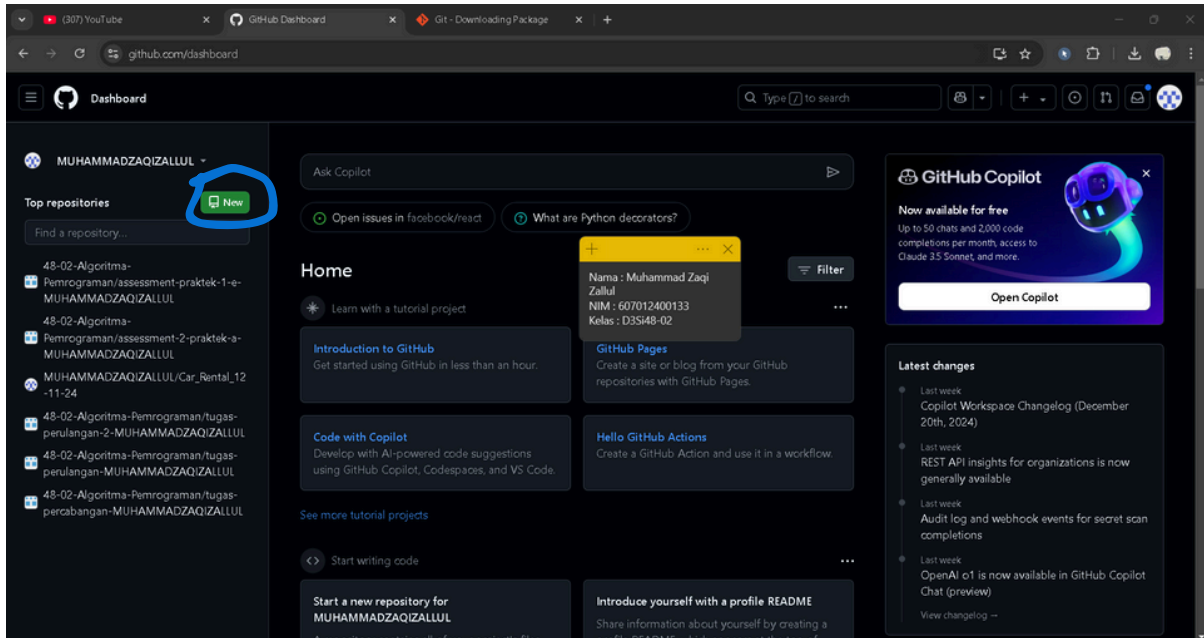 (307) YouTube
GitHub Dashboard
Git - Downloading Package
github.com/dashboard
Dashboard
Type / to search
MUHAMMADZAQIZALLUL
Top repositories
New
Find a repository...
48-02-Algoritma-
Pemrograman/assessment-praktek-1-e-
MUHAMMADZAQIZALLUL
48-02-Algoritma-
Pemrograman/assessment-2-praktek-a-
MUHAMMADZAQIZALLUL
MUHAMMADZAQIZALLUL/Car_Rental_12
-11-24
48-02-Algoritma-Pemrograman/tugas-
perulangan-2-MUHAMMADZAQIZALLUL
48-02-Algoritma-Pemrograman/tugas-
perulangan-MUHAMMADZAQIZALLUL
48-02-Algoritma-Pemrograman/tugas-
percabangan-MUHAMMADZAQIZALLUL
Ask Copilot
Open issues in facebook/react
What are Python decorators?
Home
Filter
Nama : Muhammad Zaqi
Zallul
NIM : 607012400133
Kelas : D3Si48-02
Learn with a tutorial project
Introduction to GitHub
Get started using GitHub in less than an hour.
GitHub Pages
Create a site or blog from your GitHub
repositories with GitHub Pages.
Code with Copilot
Develop with AI-powered code suggestions
using GitHub Copilot, Codespaces, and VS Code.
Hello GitHub Actions
Create a GitHub Action and use it in a workflow.
See more tutorial projects
Start writing code
Start a new repository for
MUHAMMADZAQIZALLUL
Introduce yourself with a profile README
Share information about yourself by creating a
GitHub Copilot
Now available for free
Up to 50 chats and 2,000 code
completions per month, access to
Claude 3.5 Sonnet, and more.
Open Copilot
Latest changes
Last week
Copilot Workspace Changelog (December
20th, 2024)
Last week
REST API insights for organizations is now
generally available
Last week
Audit log and webhook events for secret scan
completions
Last week
OpenAI o1 is now available in GitHub Copilot
Chat (preview)
View changelog →